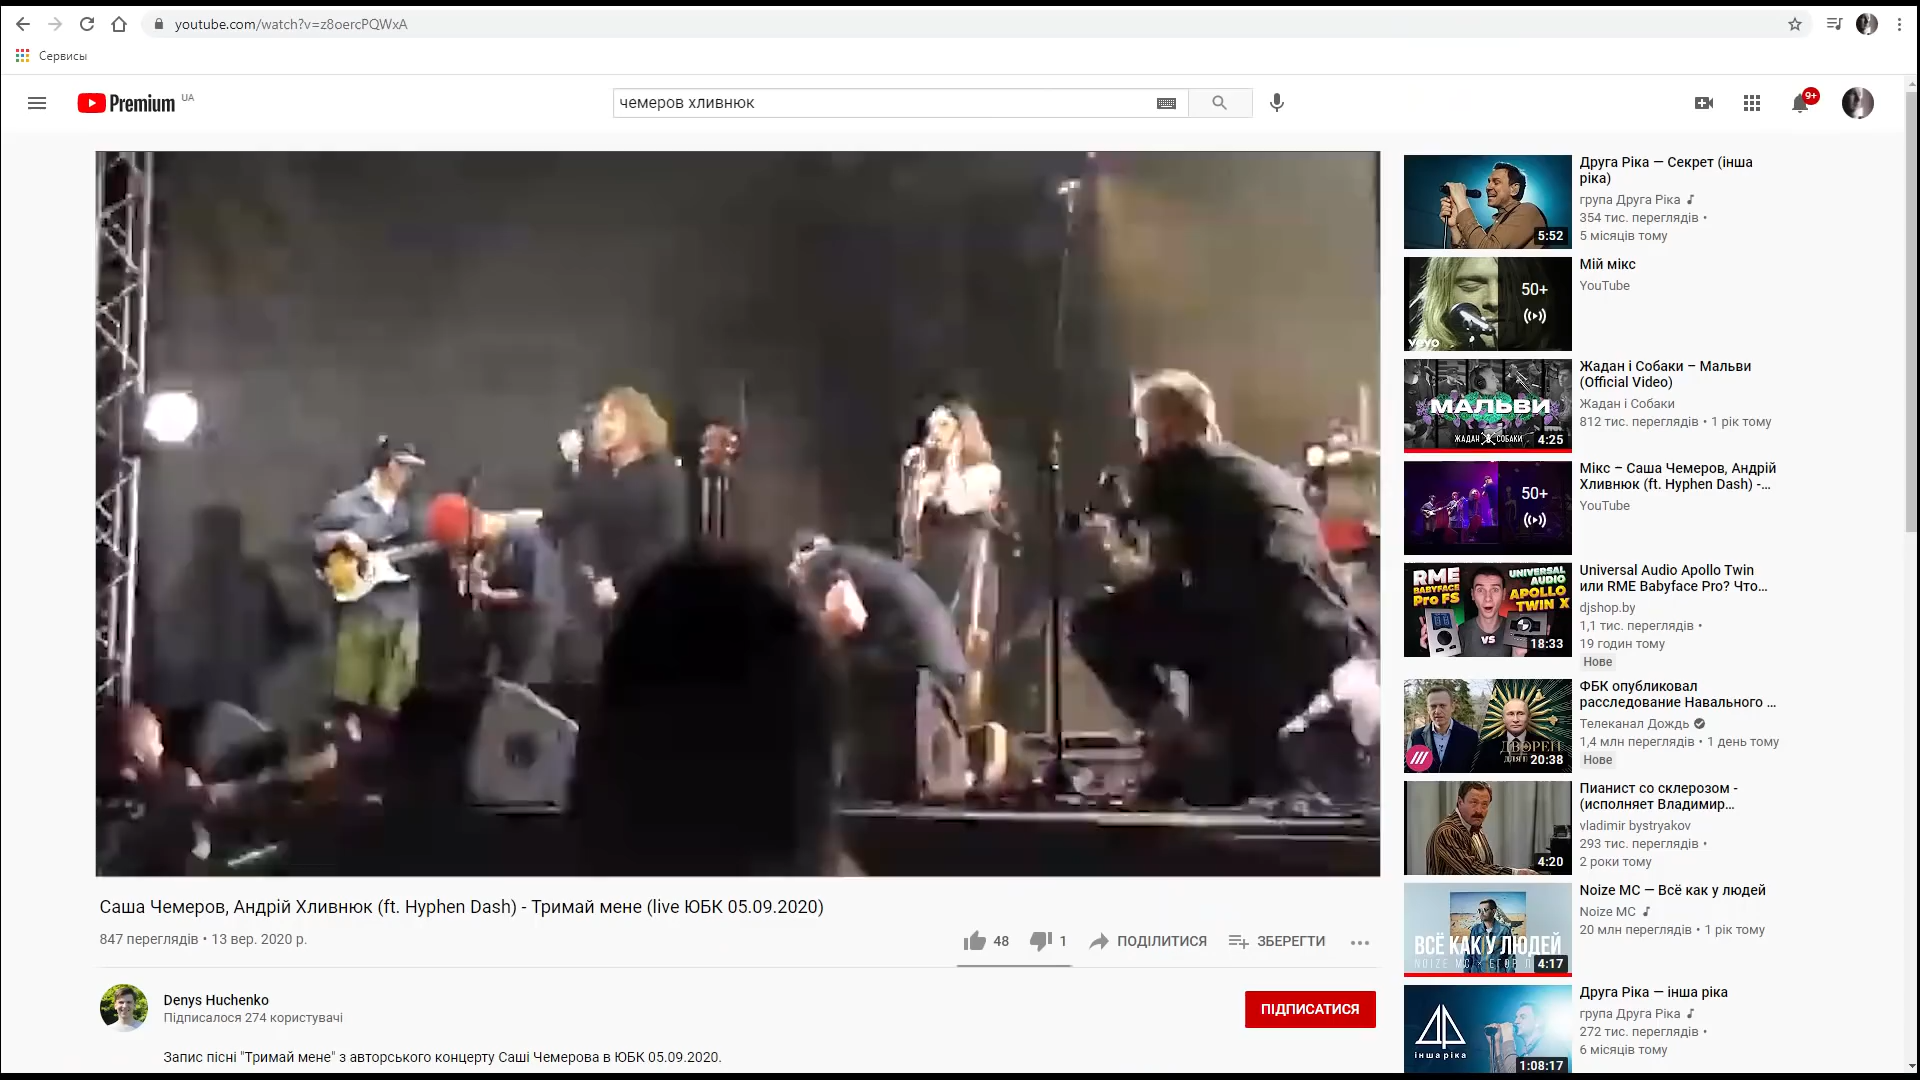 youtube.com/watch?v=z8oercPQWxA
Сервисы
Premium UA
чемеров хливнюк
9+
Саша Чемеров, Андрій Хливнюк (ft. Hyphen Dash) - Тримай мене (live ЮБК 05.09.2020)
847 переглядів • 13 вер. 2020 р.
48
1
ПОДІЛИТИСЯ
ЗБЕРЕГТИ
Denys Huchenko
Підписалося 274 користувачі
ПІДПИСАТИСЯ
Запис пісні "Тримай мене" з авторського концерту Саші Чемерова в ЮБК 05.09.2020.
5:52
Друга Ріка — Секрет (інша
ріка)
група Друга Ріка
354 тис. переглядів •
5 місяців тому
50+
vevo
Мій мікс
YouTube
МАЛЬВИ
ЖАДАН І СОБАКИ
4:25
Жадан і Собаки – Мальви
(Official Video)
Жадан і Собаки
812 тис. переглядів • 1 рік тому
50+
Мікс – Саша Чемеров, Андрій
Хливнюк (ft. Hyphen Dash) -...
YouTube
RME
BABYFACE
Pro FS
VS
UNIVERSAL
AUDIO
APOLLO
TWIN X
18:33
Universal Audio Apollo Twin
или RME Babyface Pro? Что...
djshop.by
1,1 тис. переглядів •
19 годин тому
Нове
ДВОРЕЦ
20:38
ФБК опубликовал
расследование Навального ...
Телеканал Дождь
1,4 млн переглядів • 1 день тому
Нове
4:20
Пианист со склерозом -
(исполняет Владимир...
vladimir bystryakov
293 тис. переглядів •
2 роки тому
ВСЁ КАК У ЛЮДЕЙ
4:17
Noize MC — Всё как у людей
Noize MC
20 млн переглядів • 1 рік тому
інша ріка
1:08:17
Друга Ріка — інша ріка
група Друга Ріка
272 тис. переглядів •
6 місяців тому